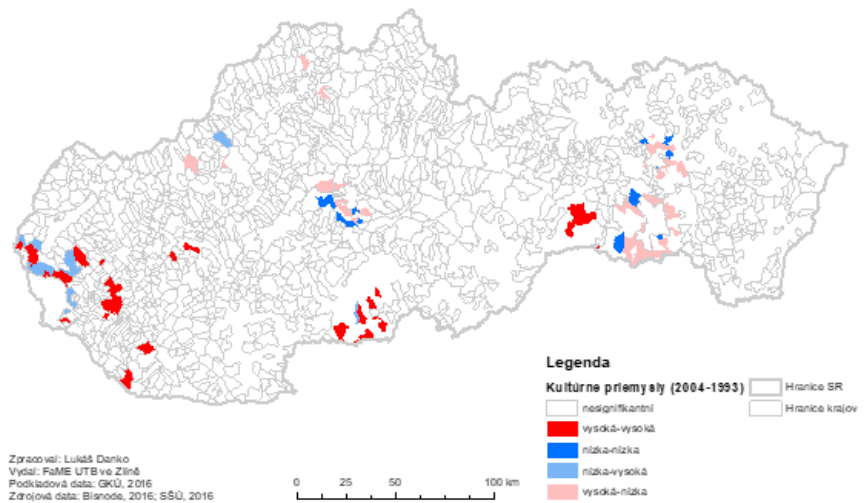 Legenda
Kultúrne priemysly (2004-1993)
nesignifikantní
vysoká-vysoká
nízka-nízka
nízka-vysoká
vysoká-nízka
Hranice SR
Hranice krajov
Zpracoval: Lukáš Danko
Vydal: FaME UTB ve Zlíně
Podkladová data: GKÚ, 2016
Zdrojová data: Bisnode, 2016; SŠÚ, 2016
0 25 50 100 km